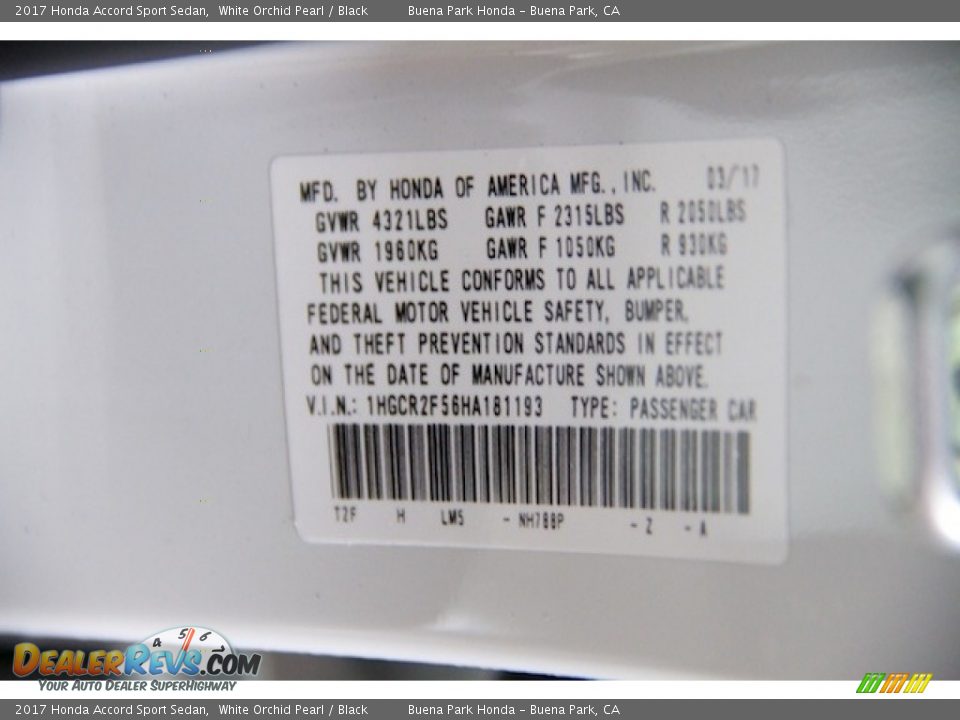 2017 Honda Accord Sport Sedan, White Orchid Pearl / Black Buena Park Honda - Buena Park, CA
MFD. BY HONDA OF AMERICA MFG., INC. 03/17
GVWR 4321LBS GAWR F 2315LBS R 2050LBS
GVWR 1960KG GAWR F 1050KG R 930KG
THIS VEHICLE CONFORMS TO ALL APPLICABLE
FEDERAL MOTOR VEHICLE SAFETY, BUMPER,
AND THEFT PREVENTION STANDARDS IN EFFECT
ON THE DATE OF MANUFACTURE SHOWN ABOVE.
V.I.N.: 1HGCR2F56HA181193 TYPE: PASSENGER CAR
T2F H LM5 - NH788P - 2 - A
4 5 6
DEALERREVS.COM
YOUR AUTO DEALER SUPERHIGHWAY
2017 Honda Accord Sport Sedan, White Orchid Pearl / Black Buena Park Honda - Buena Park, CA